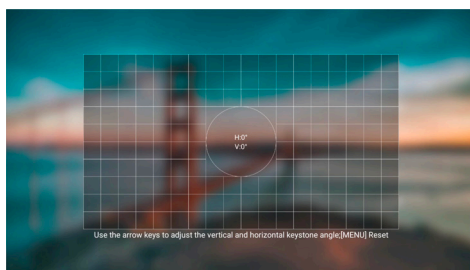 H:0°
V:0°
Use the arrow keys to adjust the vertical and horizontal keystone angle;[MENU] Reset